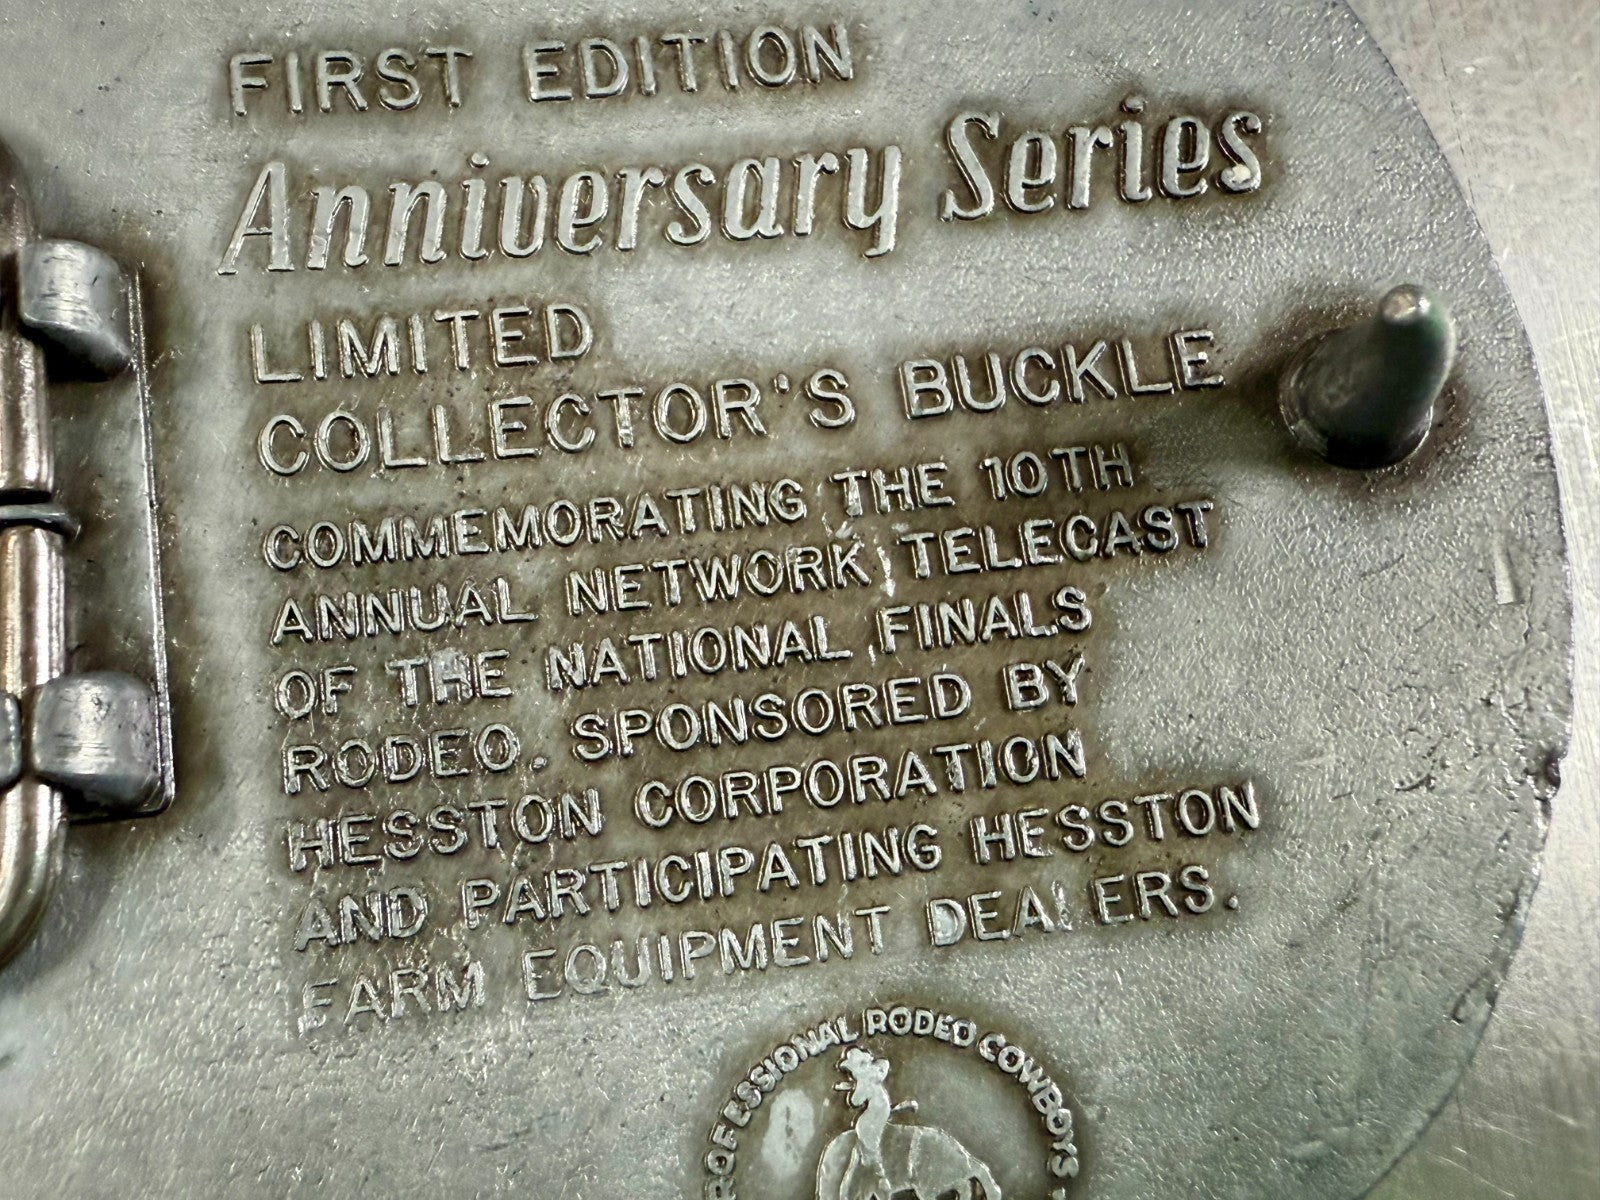 FIRST EDITION
Anniversary Series
LIMITED
COLLECTOR'S BUCKLE
COMMEMORATING THE 10TH
ANNUAL NETWORK TELECAST
OF THE NATIONAL FINALS
RODEO. SPONSORED BY
HESSTON CORPORATION
AND PARTICIPATING HESSTON
FARM EQUIPMENT DEALERS.
PROFESSIONAL RODEO COWBOYS